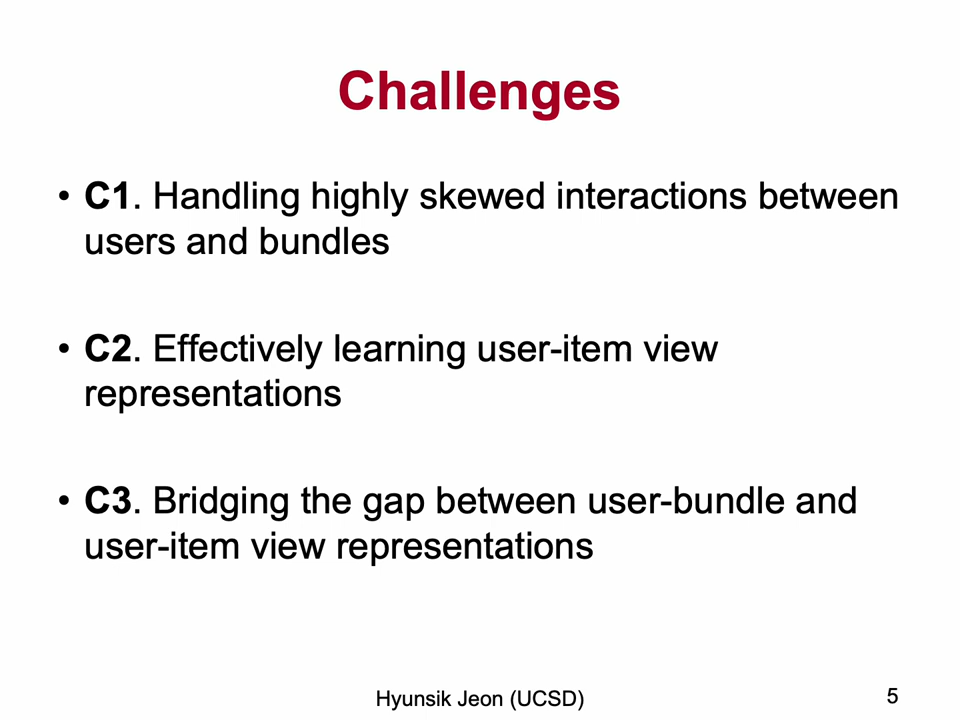 Challenges
• C1. Handling highly skewed interactions between
users and bundles
• C2. Effectively learning user-item view
representations
• C3. Bridging the gap between user-bundle and
user-item view representations
Hyunsik Jeon (UCSD)
5